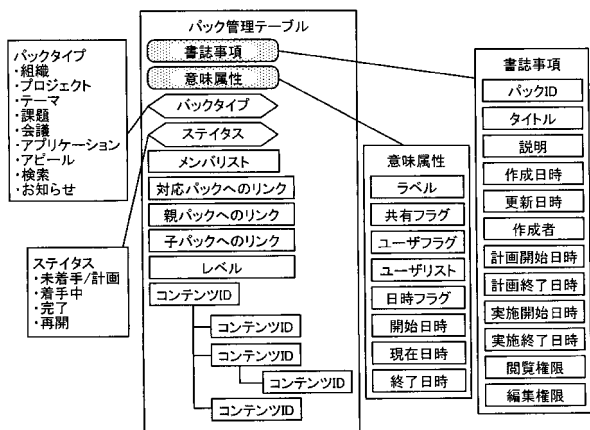 パック管理テーブル
書誌事項
意味属性
パックタイプ
ステイタス
メンバリスト
対応パックへのリンク
親パックへのリンク
子パックへのリンク
レベル
コンテンツID
コンテンツID
コンテンツID
コンテンツID
コンテンツID
パックタイプ
・組織
・プロジェクト
・テーマ
・課題
・会議
・アプリケーション
・アピール
・検索
・お知らせ
ステイタス
・未着手/計画
・着手中
・完了
・再開
意味属性
ラベル
共有フラグ
ユーザフラグ
ユーザリスト
日時フラグ
開始日時
現在日時
終了日時
書誌事項
パックID
タイトル
説明
作成日時
更新日時
作成者
計画開始日時
計画終了日時
実施開始日時
実施終了日時
閲覧権限
編集権限